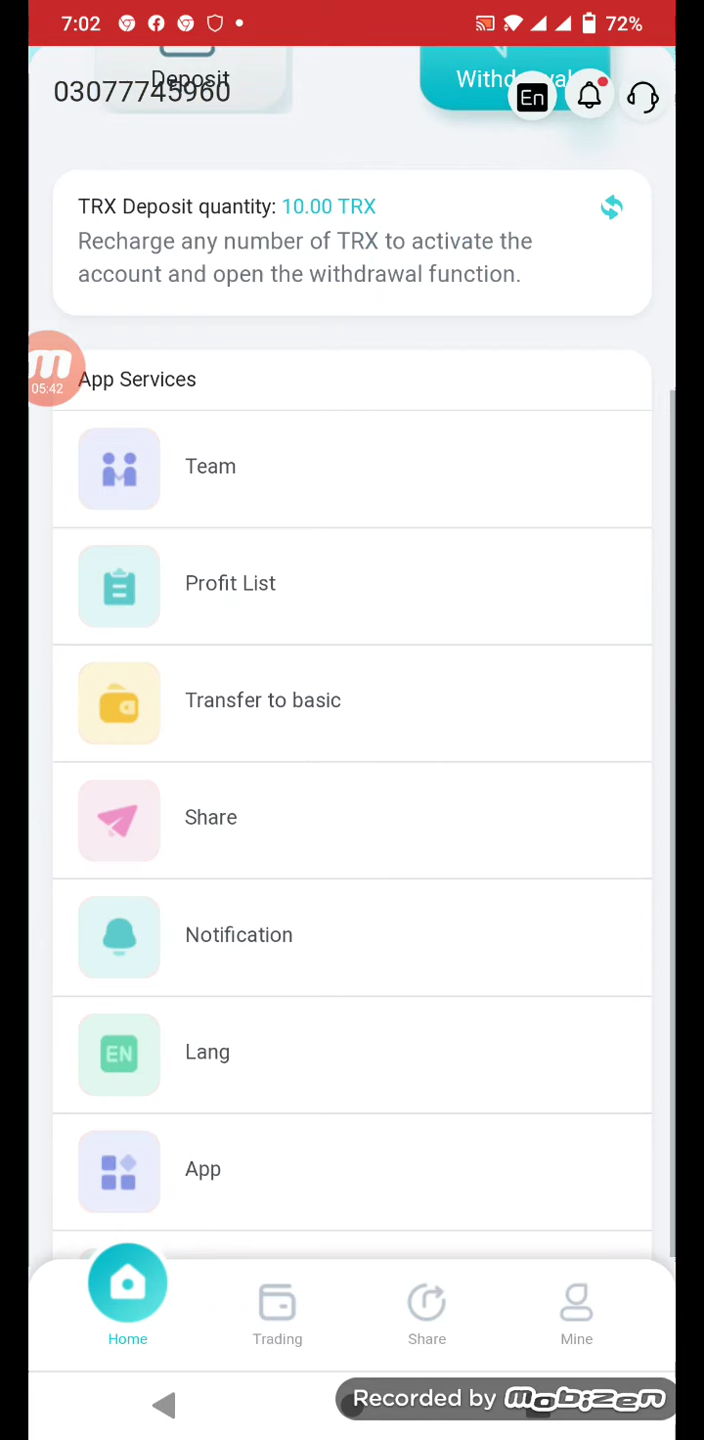 7:02
72%
Deposit
Withdrawal
03077745960
En
TRX Deposit quantity: 10.00 TRX
Recharge any number of TRX to activate the
account and open the withdrawal function.
05:42
App Services
Team
Profit List
Transfer to basic
Share
Notification
EN
Lang
App
Home
Trading
Share
Mine
Recorded by mobizen